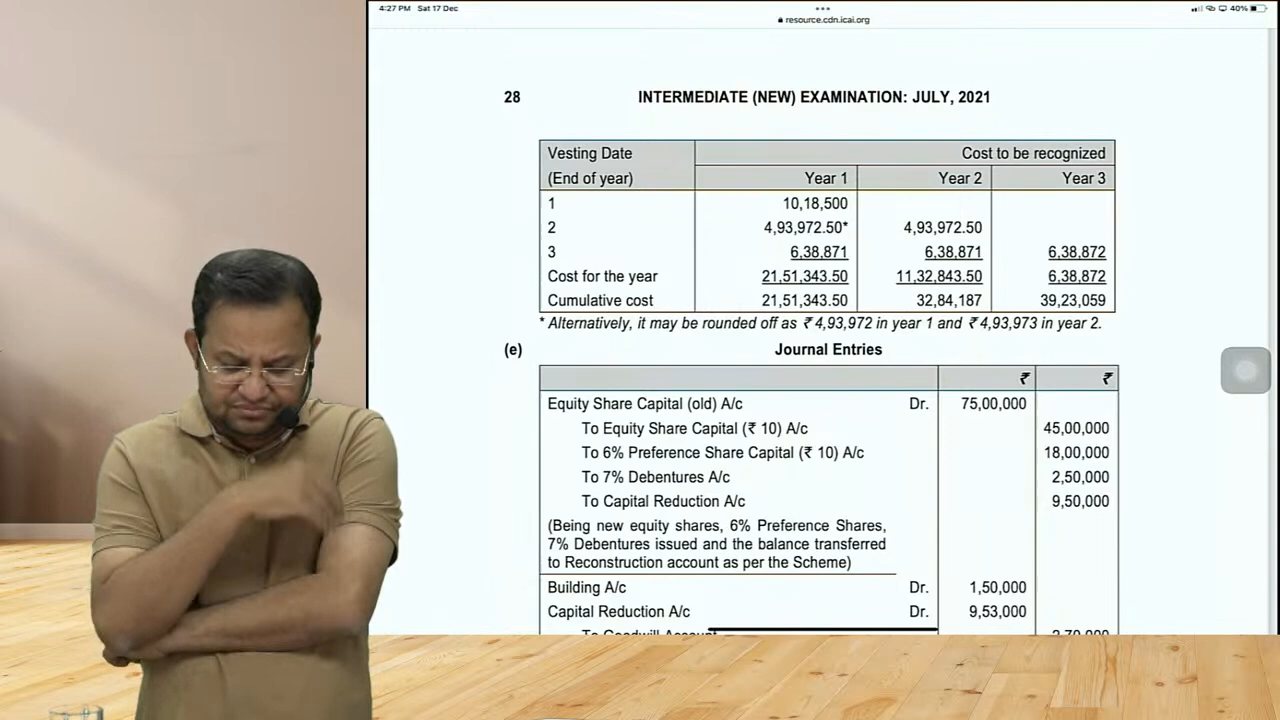 4:27 PM Sat 17 Dec
40%
resource.cdn.icai.org
28 INTERMEDIATE (NEW) EXAMINATION: JULY, 2021
Vesting Date Cost to be recognized
(End of year) Year 1 Year 2 Year 3
1 10,18,500
2 4,93,972.50* 4,93,972.50
3 6,38,871 6,38,871 6,38,872
Cost for the year 21,51,343.50 11,32,843.50 6,38,872
Cumulative cost 21,51,343.50 32,84,187 39,23,059
* Alternatively, it may be rounded off as ₹ 4,93,972 in year 1 and ₹ 4,93,973 in year 2.
(e) Journal Entries
₹ ₹
Equity Share Capital (old) A/c Dr. 75,00,000
To Equity Share Capital (₹ 10) A/c 45,00,000
To 6% Preference Share Capital (₹ 10) A/c 18,00,000
To 7% Debentures A/c 2,50,000
To Capital Reduction A/c 9,50,000
(Being new equity shares, 6% Preference Shares,
7% Debentures issued and the balance transferred
to Reconstruction account as per the Scheme)
Building A/c Dr. 1,50,000
Capital Reduction A/c Dr. 9,53,000
To Goodwill Account